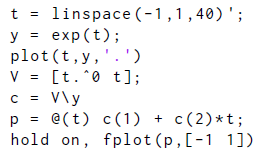 t = linspace(-1,1,40)';
y = exp(t);
plot(t,y,'.')
V = [t.^0 t];
c = V\y
p = @(t) c(1) + c(2)*t;
hold on, fplot(p,[-1 1])